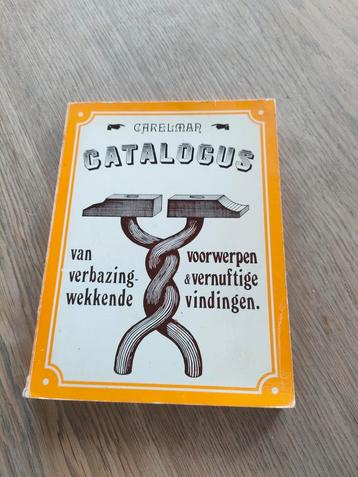 CARELMAN
CATALOGUS
van voorwerpen
verbazing- & vernuftige
wekkende vindingen.